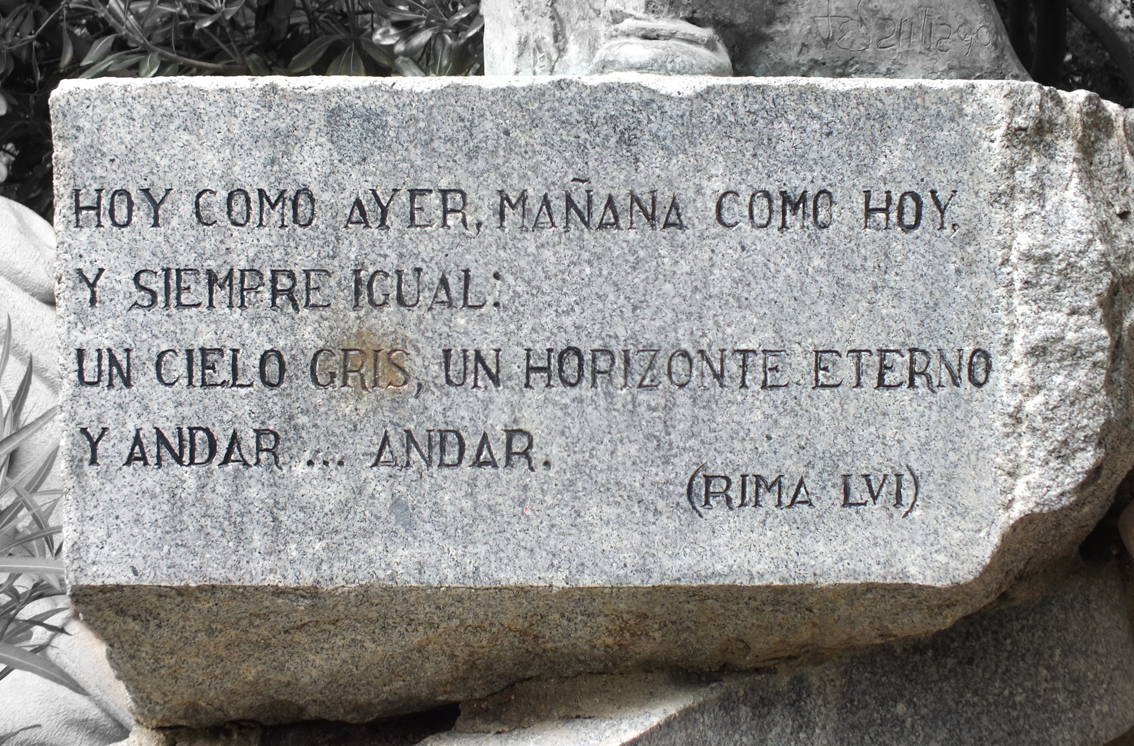 HOY COMO AYER, MAÑANA COMO HOY,
Y SIEMPRE IGUAL:
UN CIELO GRIS, UN HORIZONTE ETERNO
Y ANDAR ... ANDAR.
(RIMA LVI)